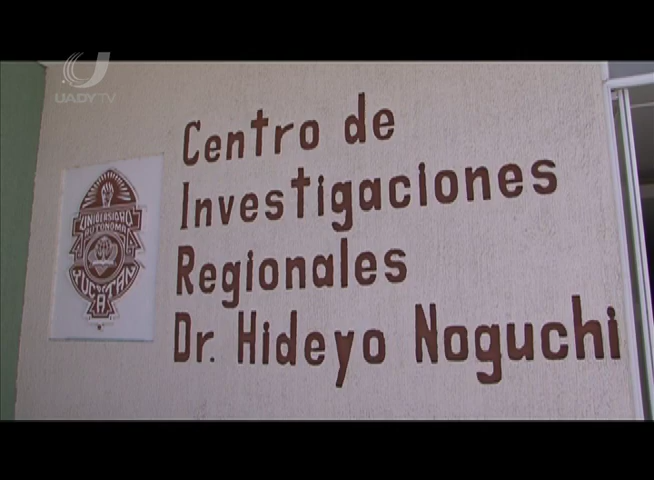 UADY TV
Centro de
Investigaciones
Regionales
Dr. Hideyo Noguchi
UNIVERSIDAD
AUTONOMA
YUCATAN